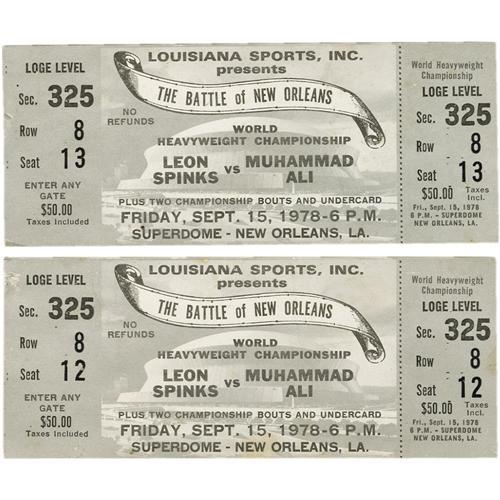 LOGE LEVEL
Sec. 325
Row 8
Seat 13
ENTER ANY
GATE
$50.00
Taxes Included
LOUISIANA SPORTS, INC.
presents
THE BATTLE of NEW ORLEANS
NO
REFUNDS
WORLD
HEAVYWEIGHT CHAMPIONSHIP
LEON SPINKS vs MUHAMMAD ALI
PLUS TWO CHAMPIONSHIP BOUTS AND UNDERCARD
FRIDAY, SEPT. 15, 1978-6 P.M.
SUPERDOME - NEW ORLEANS, LA.
World Heavyweight
Championship
LOGE LEVEL
Sec. 325
Row 8
Seat 13
$50.00 Taxes Incl.
Fri., Sept. 15, 1978
6 P.M. - SUPERDOME
NEW ORLEANS, LA.
LOGE LEVEL
Sec. 325
Row 8
Seat 12
ENTER ANY
GATE
$50.00
Taxes Included
LOUISIANA SPORTS, INC.
presents
THE BATTLE of NEW ORLEANS
NO
REFUNDS
WORLD
HEAVYWEIGHT CHAMPIONSHIP
LEON SPINKS vs MUHAMMAD ALI
PLUS TWO CHAMPIONSHIP BOUTS AND UNDERCARD
FRIDAY, SEPT. 15, 1978-6 P.M.
SUPERDOME - NEW ORLEANS, LA.
World Heavyweight
Championship
LOGE LEVEL
Sec. 325
Row 8
Seat 12
$50.00 Taxes Incl.
Fri., Sept. 15, 1978
6 P.M. - SUPERDOME
NEW ORLEANS, LA.